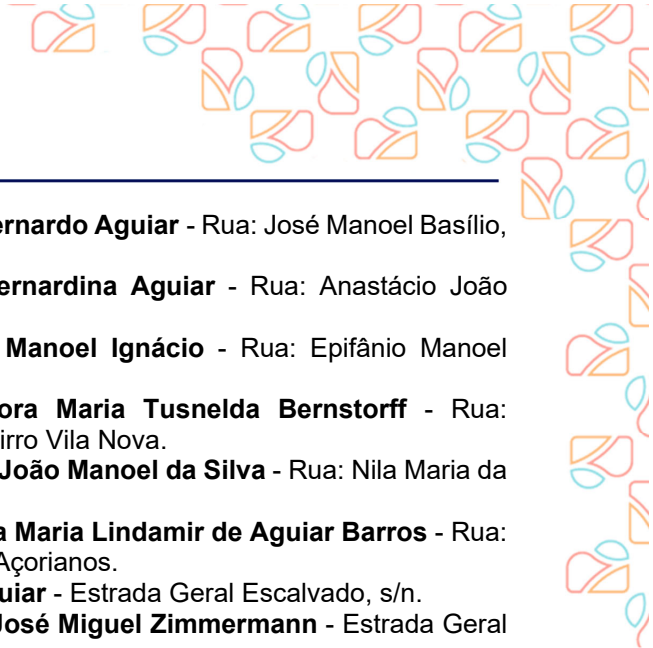 ernardo Aguiar - Rua: José Manoel Basílio,
ernardina Aguiar - Rua: Anastácio João
Manoel Ignácio - Rua: Epifânio Manoel
ora Maria Tusnelda Bernstorff - Rua:
irro Vila Nova.
João Manoel da Silva - Rua: Nila Maria da
a Maria Lindamir de Aguiar Barros - Rua:
Açorianos.
uiar - Estrada Geral Escalvado, s/n.
José Miguel Zimmermann - Estrada Geral